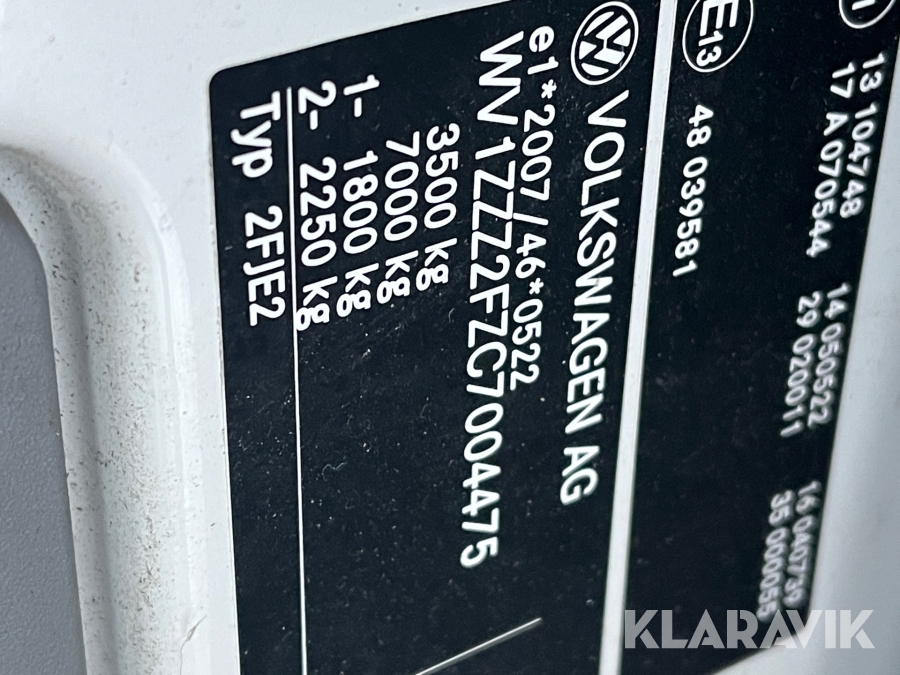 13 104748 14 050522 16 040739
17 A 070544 29 020011 35 000055
E13 48 039581
VOLKSWAGEN AG
e1*2007/46*0522
WV1ZZZ2FZC7004475
3500 kg
7000 kg
1- 1800 kg
2- 2250 kg
Typ 2FJE2
KLARAVIK